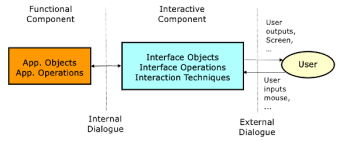 Functional
Component
Interactive
Component
User
outputs,
Screen,
...
App. Objects
App. Operations
Interface Objects
Interface Operations
Interaction Techniques
User
User
inputs
mouse,
...
Internal
Dialogue
External
Dialogue